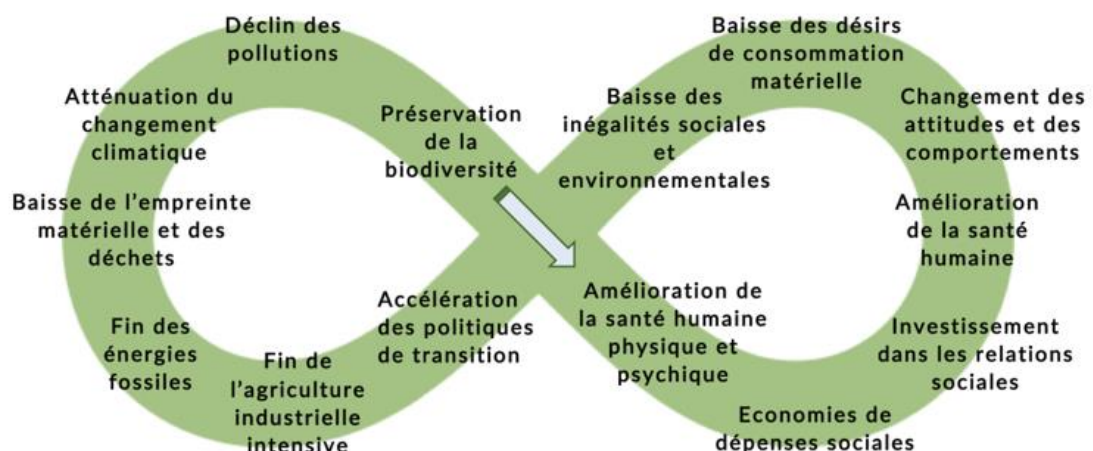 Déclin des
pollutions
Atténuation du
changement
climatique
Baisse de l’empreinte
matérielle et des
déchets
Fin des
énergies
fossiles
Fin de
l’agriculture
industrielle
intensive
Accélération
des politiques
de transition
Préservation
de la
biodiversité
Baisse des
inégalités sociales
et
environnementales
Baisse des désirs
de consommation
matérielle
Changement des
attitudes et des
comportements
Amélioration
de la santé
humaine
Investissement
dans les relations
sociales
Economies de
dépenses sociales
Amélioration de
la santé humaine
physique et
psychique